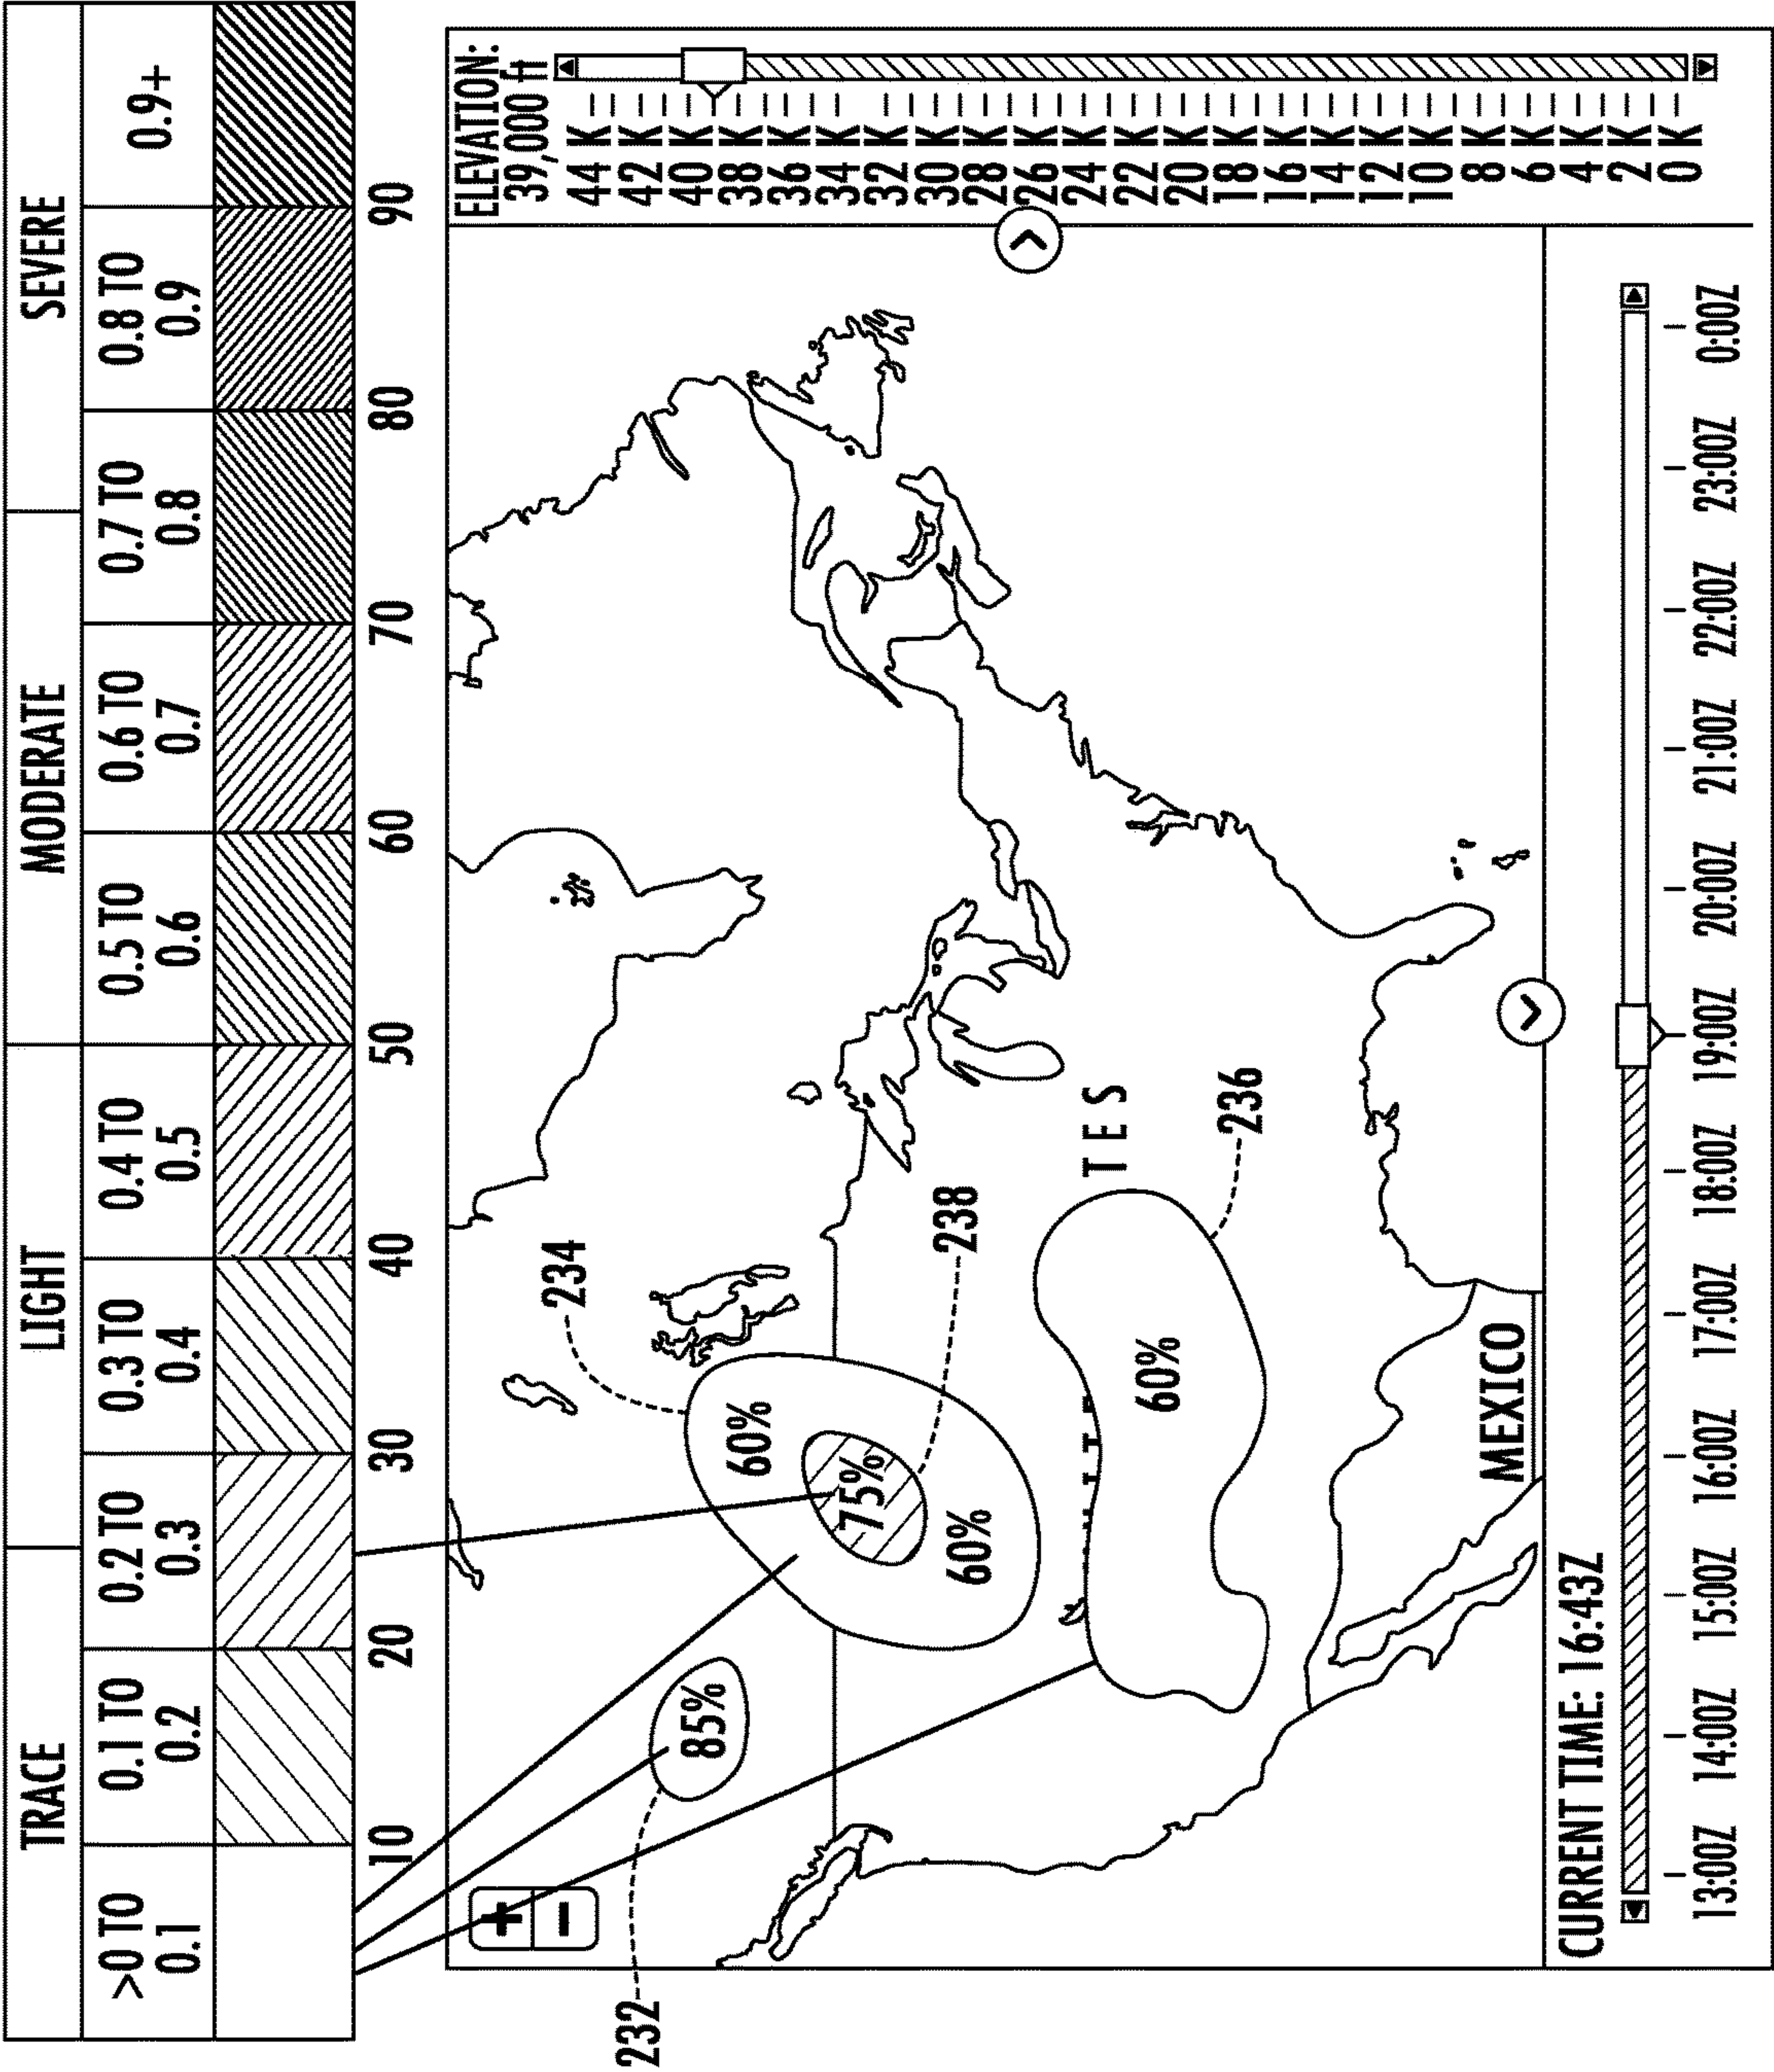 TRACE LIGHT MODERATE SEVERE
>0 TO 0.1 TO 0.2 TO 0.3 TO 0.4 TO 0.5 TO 0.6 TO 0.7 TO 0.8 TO 0.9+
0.1 0.2 0.3 0.4 0.5 0.6 0.7 0.8 0.9
10 20 30 40 50 60 70 80 90
ELEVATION:
39,000 ft
44 K
42 K
40 K
38 K
36 K
34 K
32 K
30 K
28 K
26 K
24 K
22 K
20 K
18 K
16 K
14 K
12 K
10 K
8 K
6 K
4 K
2 K
0 K
+
−
232
234
85%
60%
75%
238
60%
TES
60%
236
MEXICO
CURRENT TIME: 16:43Z
13:00Z 14:00Z 15:00Z 16:00Z 17:00Z 18:00Z 19:00Z 20:00Z 21:00Z 22:00Z 23:00Z 0:00Z